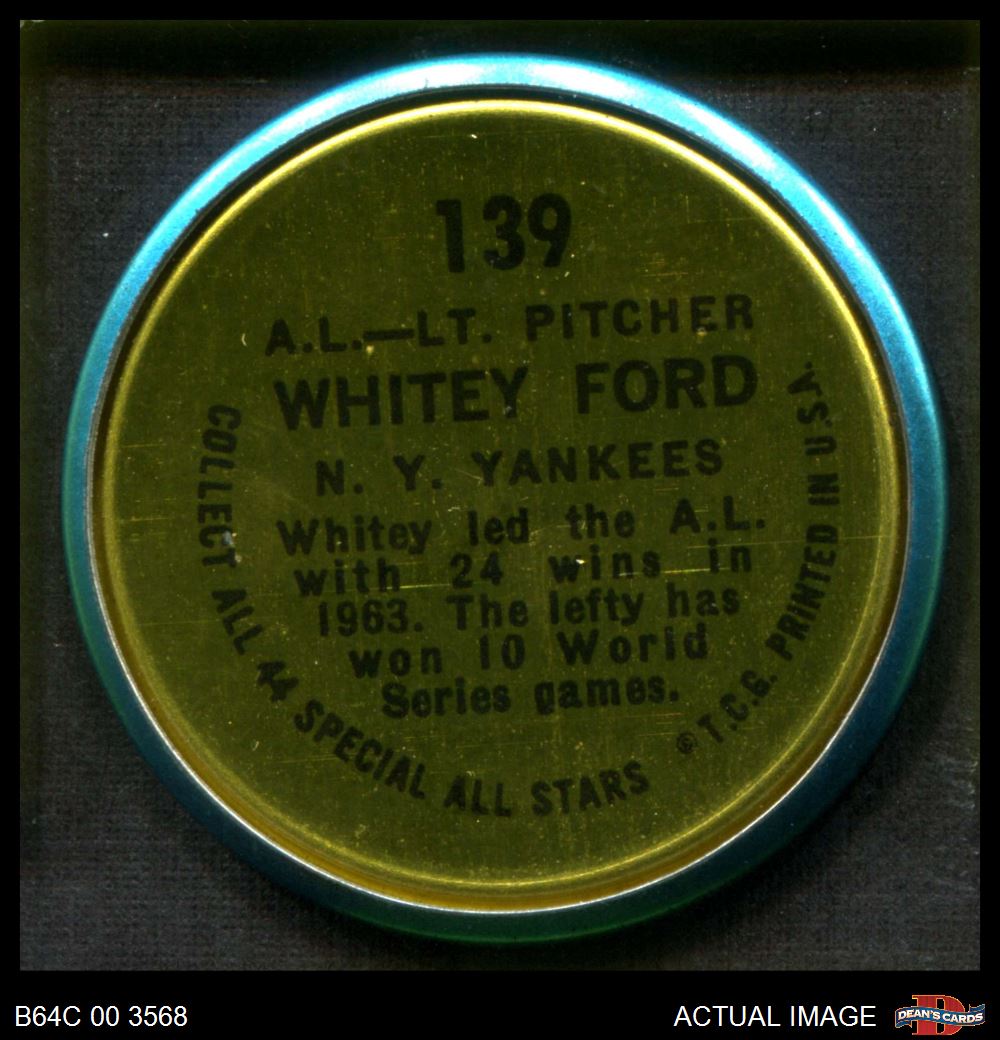 139
A.L.—LT. PITCHER
WHITEY FORD
N. Y. YANKEES
Whitey led the A.L.
with 24 wins in
1963. The lefty has
won 10 World
Series games.
COLLECT ALL 44 SPECIAL ALL STARS
© T.C.G. PRINTED IN U.S.A.
B64C 00 3568
ACTUAL IMAGE
D
DEAN'S CARDS